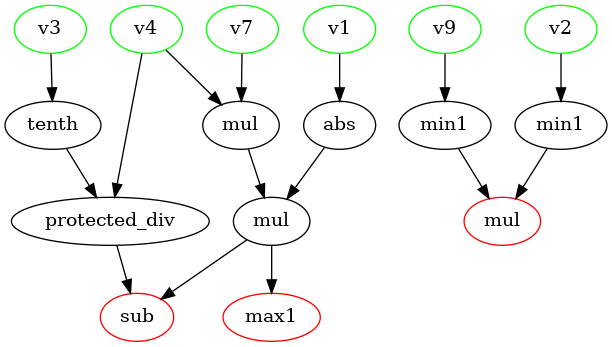 v3 v4 v7 v1 v9 v2
tenth mul abs min1 min1
protected_div mul mul
sub max1